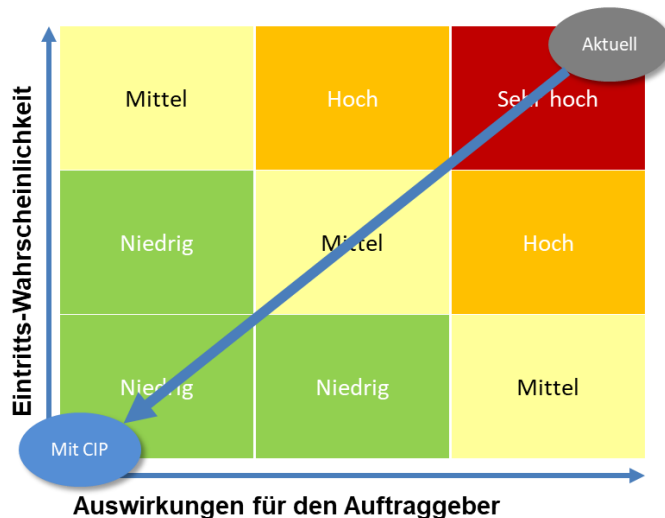 Aktuell
Mittel
Hoch
Sehr hoch
Niedrig
Mittel
Hoch
Niedrig
Niedrig
Mittel
Mit CIP
Eintritts-Wahrscheinlichkeit
Auswirkungen für den Auftraggeber